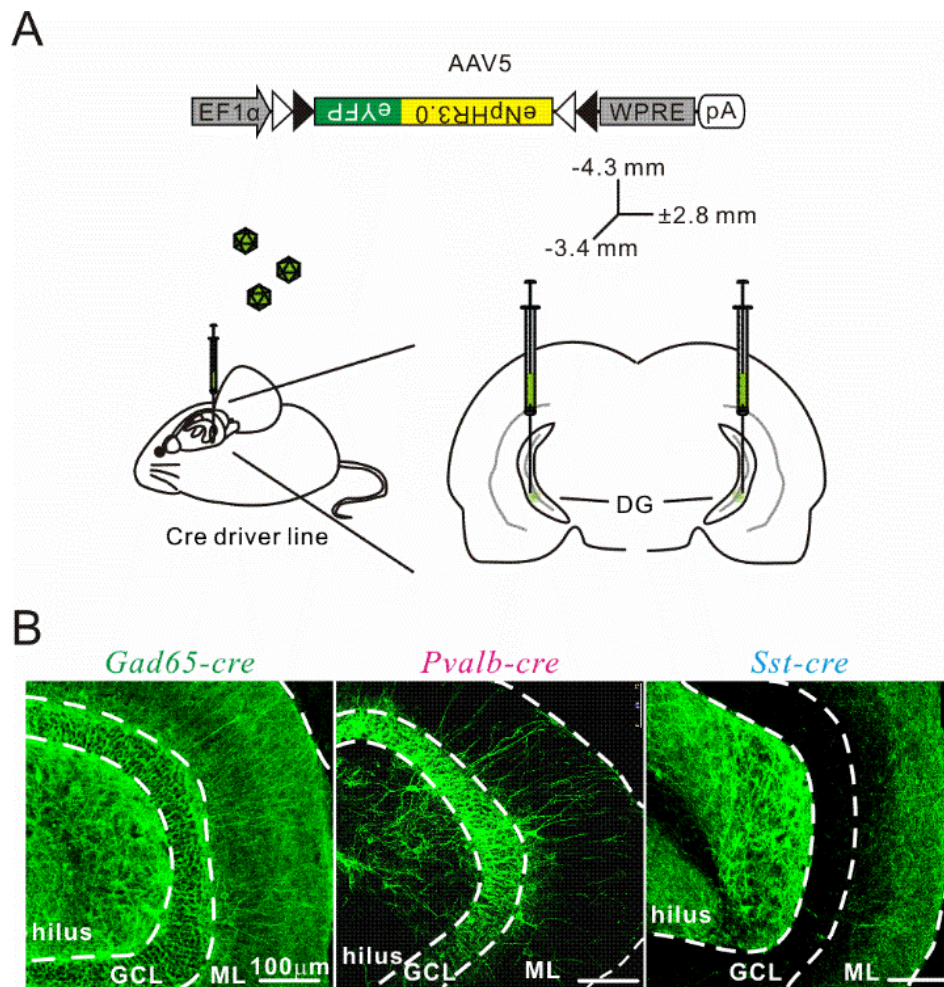 A
AAV5
EF1α eYFP eNpHR3.0 WPRE pA
-4.3 mm
±2.8 mm
-3.4 mm
DG
Cre driver line
B
Gad65-cre Pvalb-cre Sst-cre
hilus hilus hilus
GCL ML 100μm GCL ML GCL ML